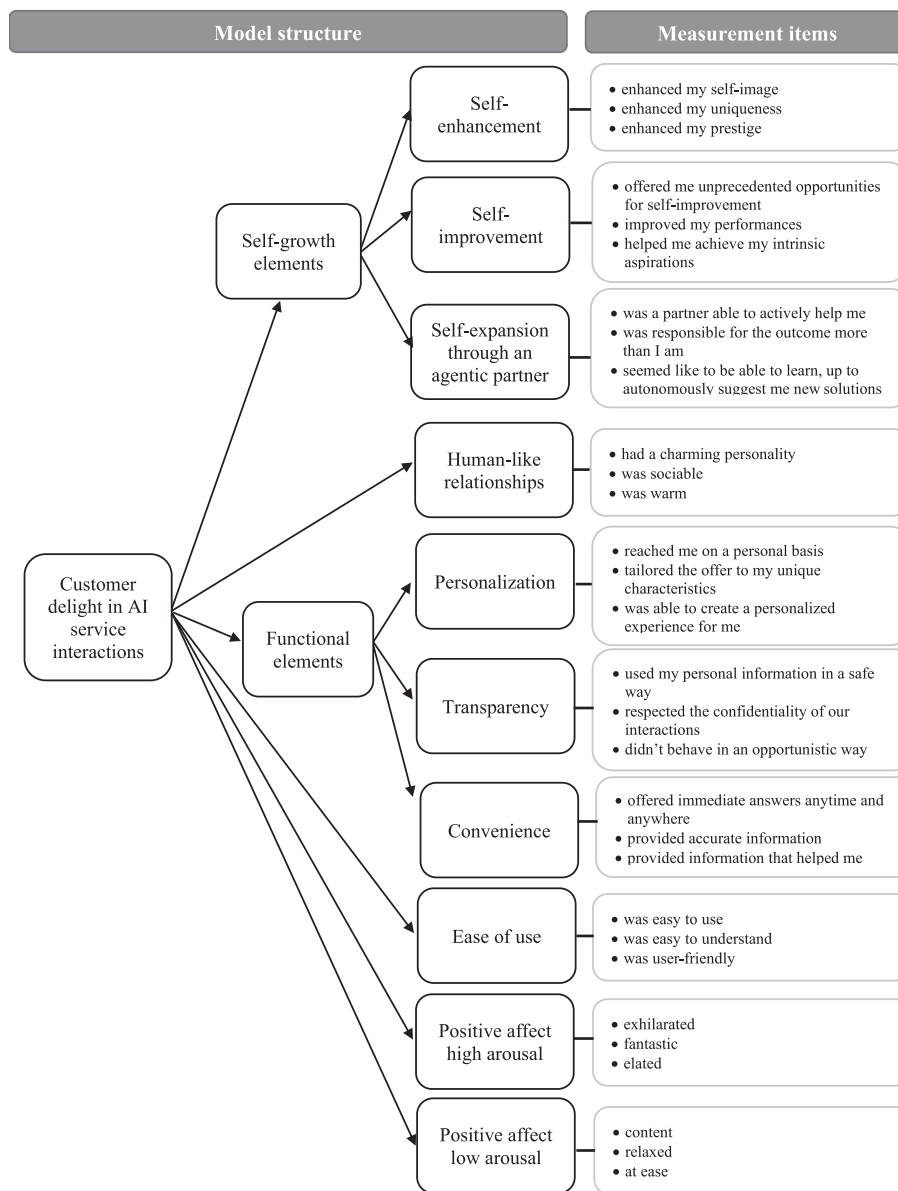 Model structure
Measurement items
Self-
enhancement
• enhanced my self-image
• enhanced my uniqueness
• enhanced my prestige
Self-growth
elements
Self-
improvement
• offered me unprecedented opportunities
for self-improvement
• improved my performances
• helped me achieve my intrinsic
aspirations
Self-expansion
through an
agentic partner
• was a partner able to actively help me
• was responsible for the outcome more
than I am
• seemed like to be able to learn, up to
autonomously suggest me new solutions
Human-like
relationships
• had a charming personality
• was sociable
• was warm
Customer
delight in AI
service
interactions
Functional
elements
Personalization
• reached me on a personal basis
• tailored the offer to my unique
characteristics
• was able to create a personalized
experience for me
Transparency
• used my personal information in a safe
way
• respected the confidentiality of our
interactions
• didn’t behave in an opportunistic way
Convenience
• offered immediate answers anytime and
anywhere
• provided accurate information
• provided information that helped me
Ease of use
• was easy to use
• was easy to understand
• was user-friendly
Positive affect
high arousal
• exhilarated
• fantastic
• elated
Positive affect
low arousal
• content
• relaxed
• at ease